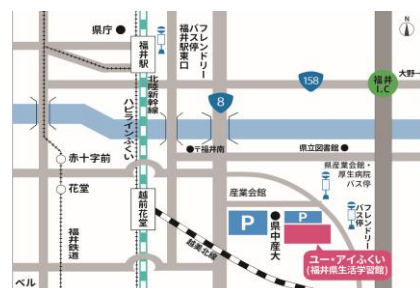 県庁
福井駅
フレンドリー
バス停
福井駅東口
北陸新幹線
ハピラインふくい
158
福井
I.C
大野→
8
〒福井南
県立図書館
赤十字前
花堂
越前花堂
福井鉄道
越美北線
産業会館
県産業会館・
厚生病院
バス停
フレンドリー
バス停
P
P
県中産大
ユー・アイふくい
(福井県生活学習館)
ベル